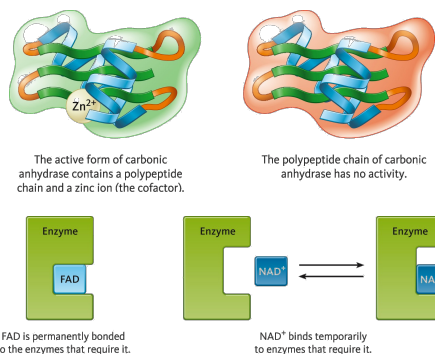 Zn2+
The active form of carbonic
anhydrase contains a polypeptide
chain and a zinc ion (the cofactor).
The polypeptide chain of carbonic
anhydrase has no activity.
Enzyme
FAD
FAD is permanently bonded
o the enzymes that require it.
Enzyme
NAD+
Enzyme
NA
NAD+ binds temporarily
to enzymes that require it.